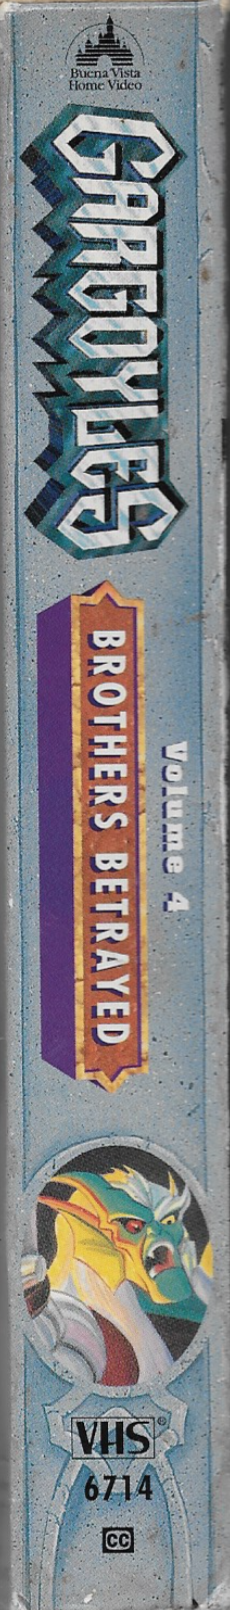 Buena Vista
Home Video
GARGOYLES
Volume 4
BROTHERS BETRAYED
VHS®
6714
CC